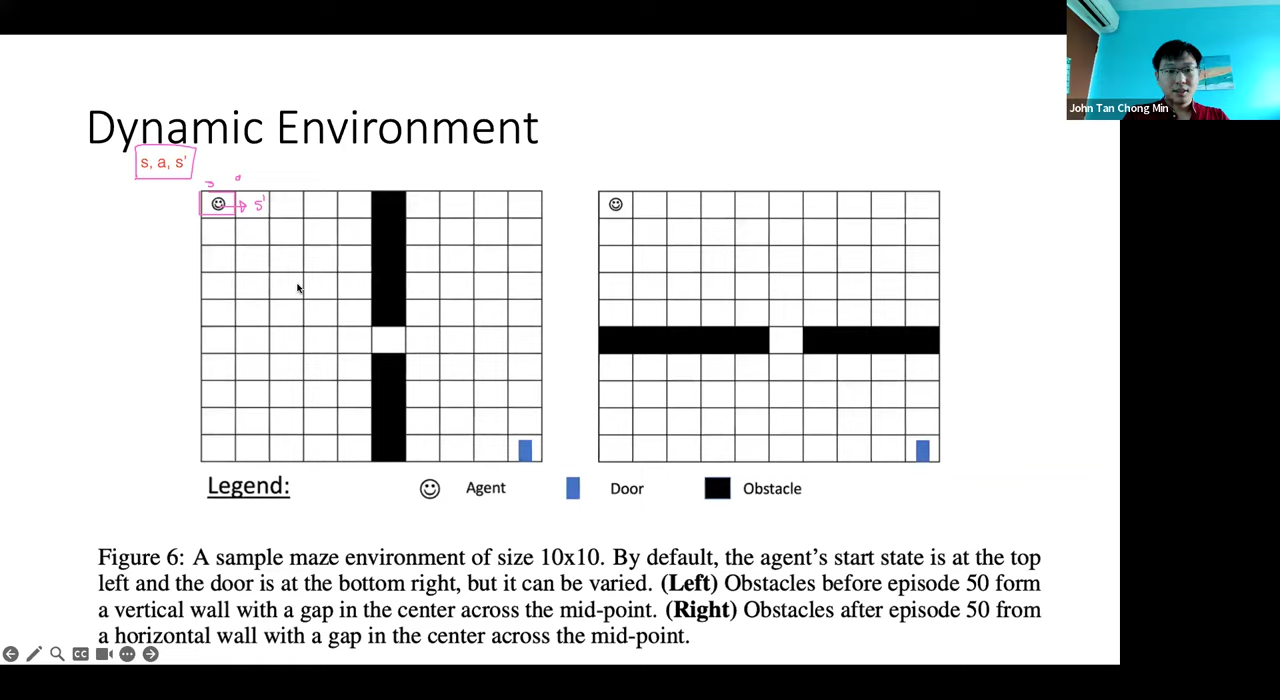 John Tan Chong Min
Dynamic Environment
s, a, s'
s a
s'
Legend:
Agent
Door
Obstacle
Figure 6: A sample maze environment of size 10x10. By default, the agent's start state is at the top
left and the door is at the bottom right, but it can be varied. (Left) Obstacles before episode 50 form
a vertical wall with a gap in the center across the mid-point. (Right) Obstacles after episode 50 from
a horizontal wall with a gap in the center across the mid-point.
CC